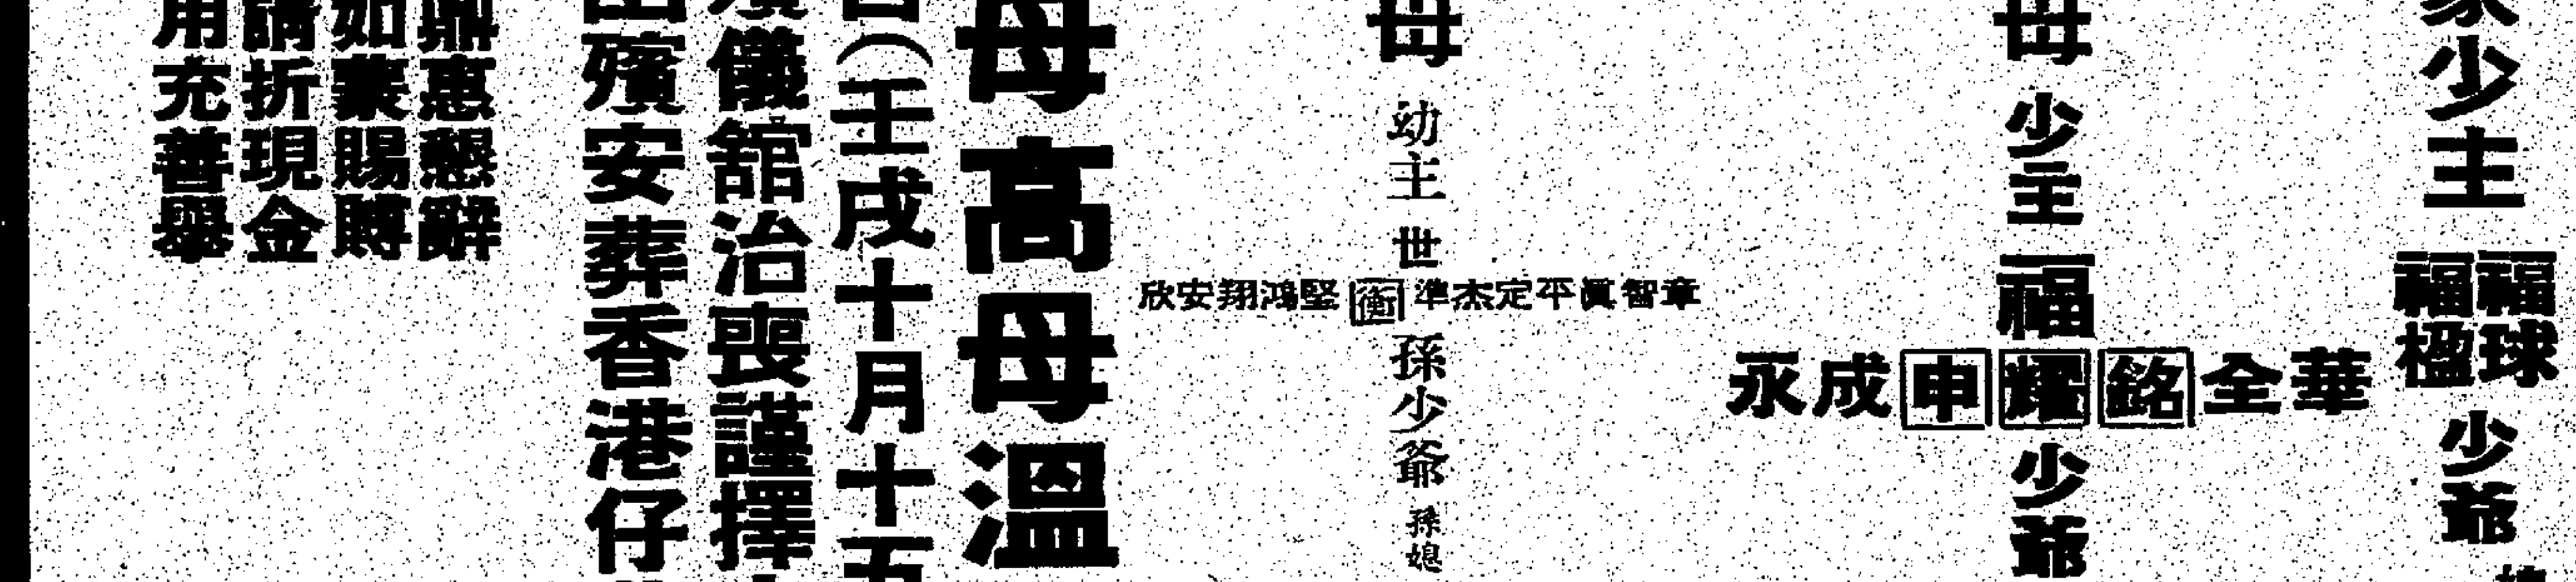 家少主
福球
福楹
少爺
母
少主
福
華全銘耀申成永
少爺
母
幼主
世
章智眞平定杰準衡堅鴻翔安欣
孫少爺
孫媳
母高母溫
(壬戌十月十五
殯儀館治喪謹擇
出殯安葬香港仔
鼎惠懇辭
如蒙賜賻
請折現金
用充善舉